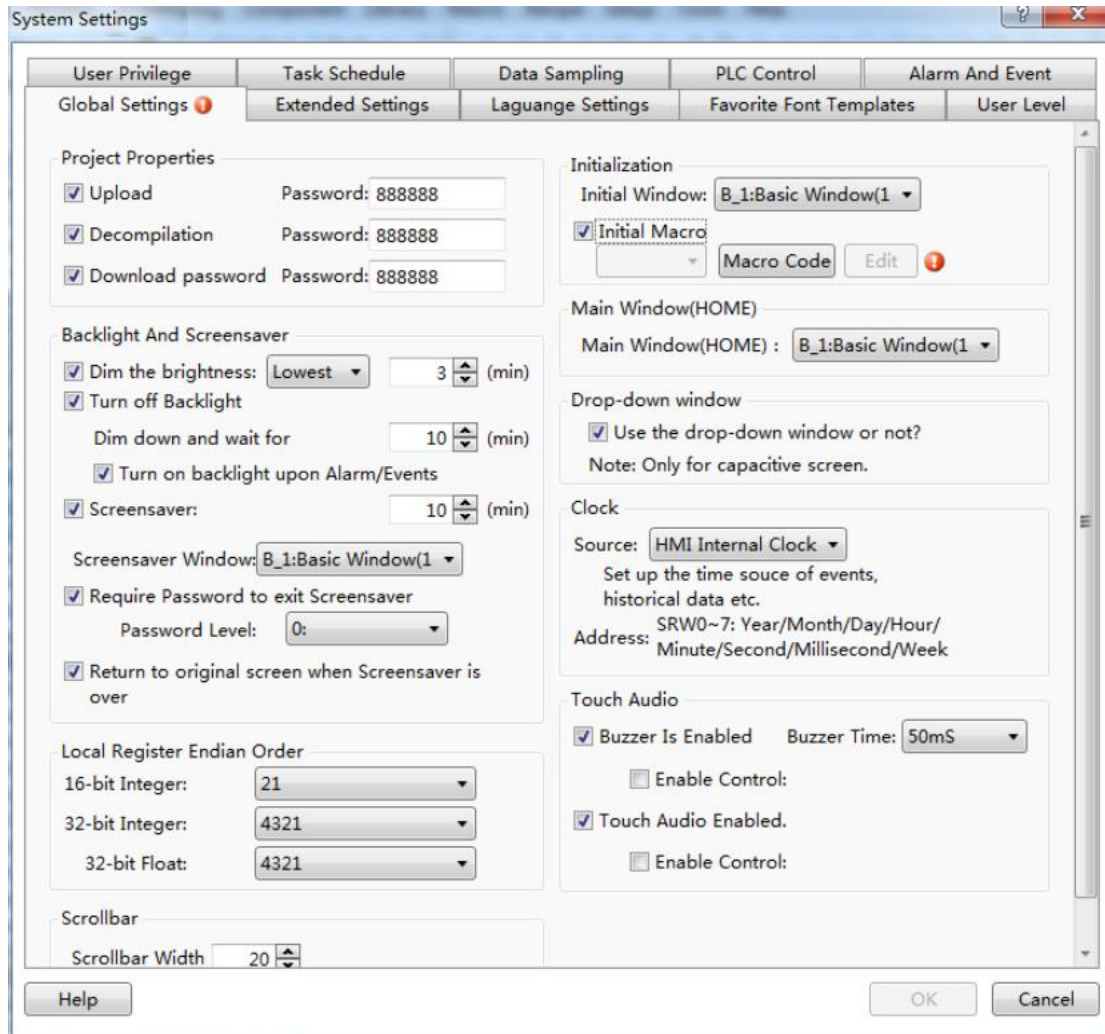 System Settings
User Privilege
Task Schedule
Data Sampling
PLC Control
Alarm And Event
Global Settings
Extended Settings
Laguange Settings
Favorite Font Templates
User Level
Project Properties
Upload Password: 888888
Decompilation Password: 888888
Download password Password: 888888
Backlight And Screensaver
Dim the brightness: Lowest 3 (min)
Turn off Backlight
Dim down and wait for 10 (min)
Turn on backlight upon Alarm/Events
Screensaver: 10 (min)
Screensaver Window: B_1:Basic Window(1
Require Password to exit Screensaver
Password Level: 0:
Return to original screen when Screensaver is
over
Local Register Endian Order
16-bit Integer: 21
32-bit Integer: 4321
32-bit Float: 4321
Scrollbar
Scrollbar Width 20
Initialization
Initial Window: B_1:Basic Window(1
Initial Macro
Macro Code Edit
Main Window(HOME)
Main Window(HOME) : B_1:Basic Window(1
Drop-down window
Use the drop-down window or not?
Note: Only for capacitive screen.
Clock
Source: HMI Internal Clock
Set up the time souce of events,
historical data etc.
Address: SRW0~7: Year/Month/Day/Hour/
Minute/Second/Millisecond/Week
Touch Audio
Buzzer Is Enabled Buzzer Time: 50mS
Enable Control:
Touch Audio Enabled.
Enable Control:
Help
OK
Cancel